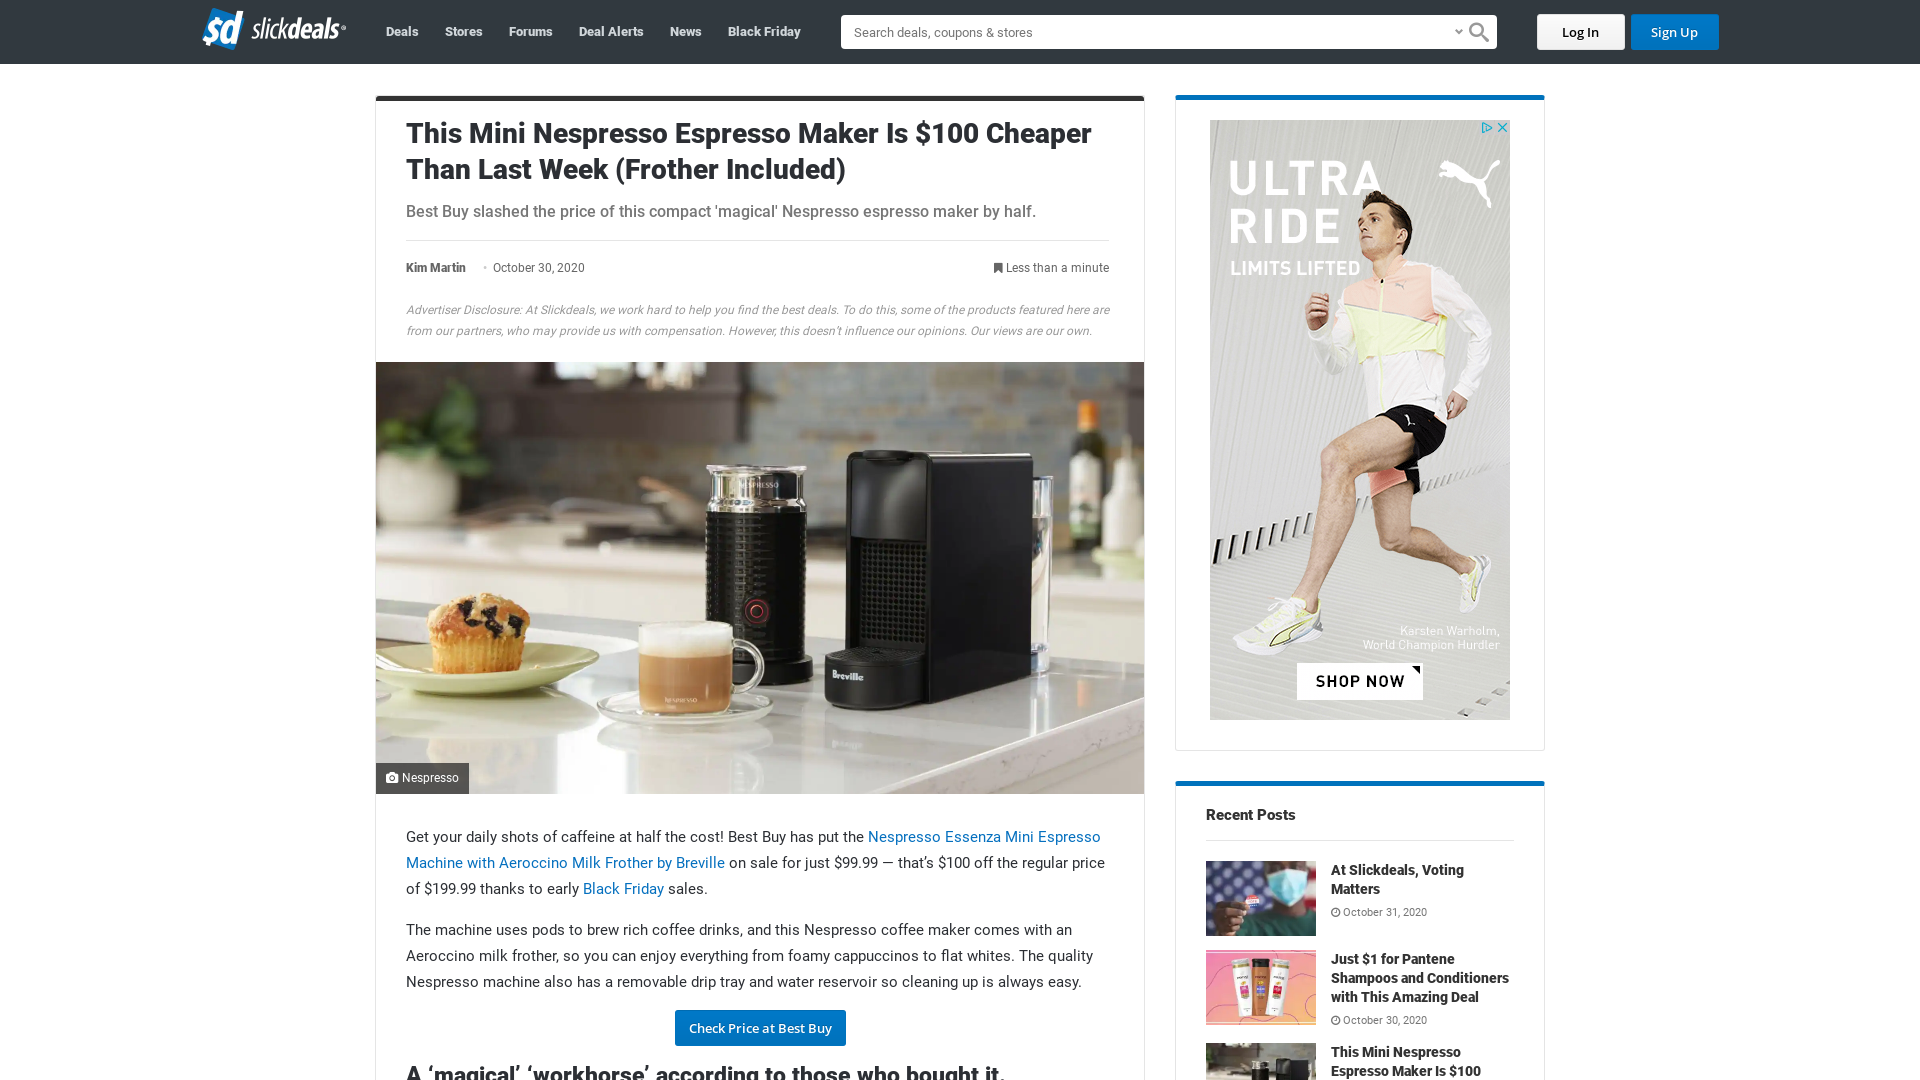 $d slickdeals
Deals
Stores
Forums
Deal Alerts
News
Black Friday
Search deals, coupons & stores
Log In
Sign Up
This Mini Nespresso Espresso Maker Is $100 Cheaper
Than Last Week (Frother Included)
Best Buy slashed the price of this compact 'magical' Nespresso espresso maker by half.
Kim Martin • October 30, 2020
Less than a minute
Advertiser Disclosure: At Slickdeals, we work hard to help you find the best deals. To do this, some of the products featured here are
from our partners, who may provide us with compensation. However, this doesn’t influence our opinions. Our views are our own.
NESPRESSO
Breville
NESPRESSO
Nespresso
Get your daily shots of caffeine at half the cost! Best Buy has put the Nespresso Essenza Mini Espresso
Machine with Aeroccino Milk Frother by Breville on sale for just $99.99 — that’s $100 off the regular price
of $199.99 thanks to early Black Friday sales.
The machine uses pods to brew rich coffee drinks, and this Nespresso coffee maker comes with an
Aeroccino milk frother, so you can enjoy everything from foamy cappuccinos to flat whites. The quality
Nespresso machine also has a removable drip tray and water reservoir so cleaning up is always easy.
Check Price at Best Buy
A ‘magical’ ‘workhorse’ according to those who bought it.
ULTRA
RIDE
LIMITS LIFTED
Karsten Warholm,
World Champion Hurdler
SHOP NOW
Recent Posts
At Slickdeals, Voting
Matters
October 31, 2020
Just $1 for Pantene
Shampoos and Conditioners
with This Amazing Deal
October 30, 2020
This Mini Nespresso
Espresso Maker Is $100